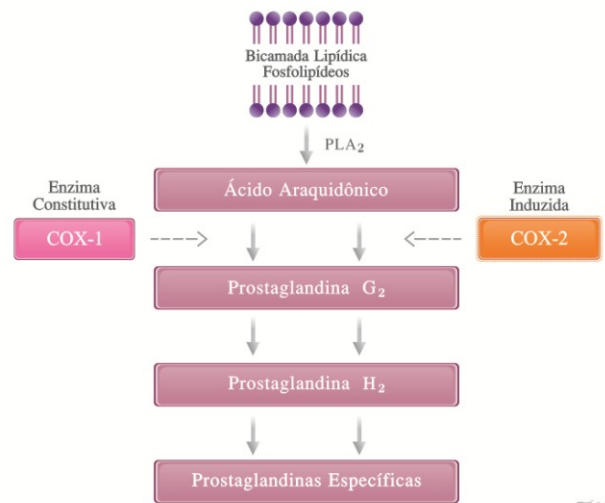 Bicamada Lipídica
Fosfolipídeos
PLA₂
Ácido Araquidônico
Enzima
Constitutiva
COX-1
Enzima
Induzida
COX-2
Prostaglandina G₂
Prostaglandina H₂
Prostaglandinas Específicas